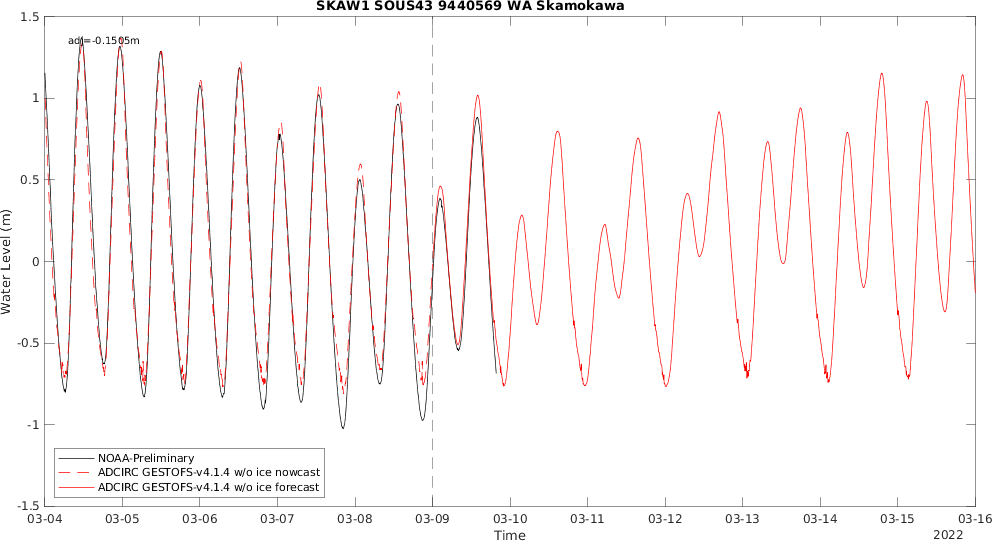 SKAW1 SOUS43 9440569 WA Skamokawa
adj=-0.1505m
1.5
1
0.5
0
-0.5
-1
-1.5
Water Level (m)
NOAA-Preliminary
ADCIRC GESTOFS-v4.1.4 w/o ice nowcast
ADCIRC GESTOFS-v4.1.4 w/o ice forecast
03-04 03-05 03-06 03-07 03-08 03-09 03-10 03-11 03-12 03-13 03-14 03-15 03-16
Time
2022